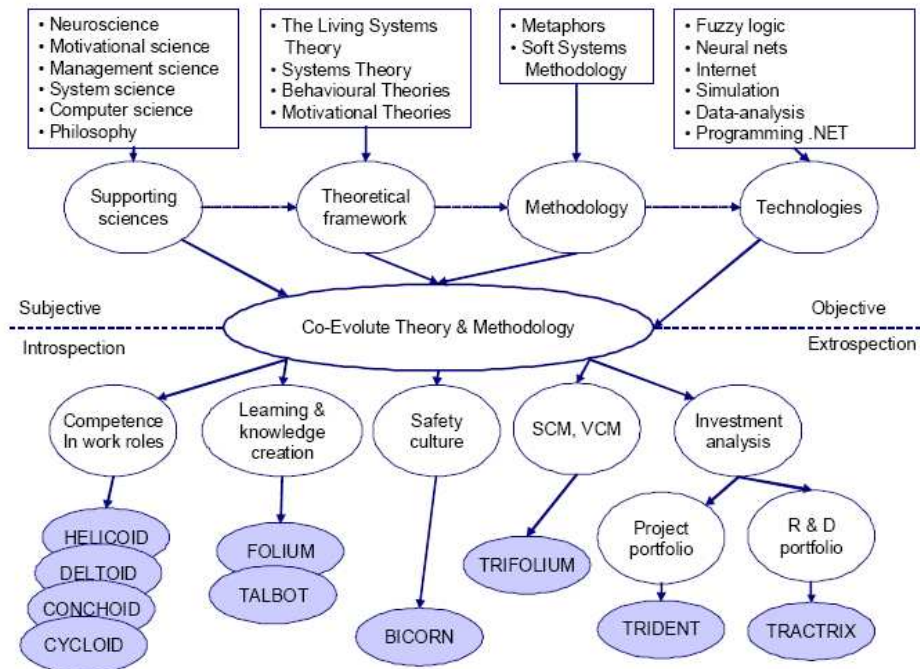 • Neuroscience
• Motivational science
• Management science
• System science
• Computer science
• Philosophy
• The Living Systems
Theory
• Systems Theory
• Behavioural Theories
• Motivational Theories
• Metaphors
• Soft Systems
Methodology
• Fuzzy logic
• Neural nets
• Internet
• Simulation
• Data-analysis
• Programming .NET
Supporting
sciences
Theoretical
framework
Methodology
Technologies
Subjective
Objective
Co-Evolute Theory & Methodology
Introspection
Extrospection
Competence
In work roles
Learning &
knowledge
creation
Safety
culture
SCM, VCM
Investment
analysis
Project
portfolio
R & D
portfolio
HELICOID
DELTOID
CONCHOID
CYCLOID
FOLIUM
TALBOT
BICORN
TRIFOLIUM
TRIDENT
TRACTRIX